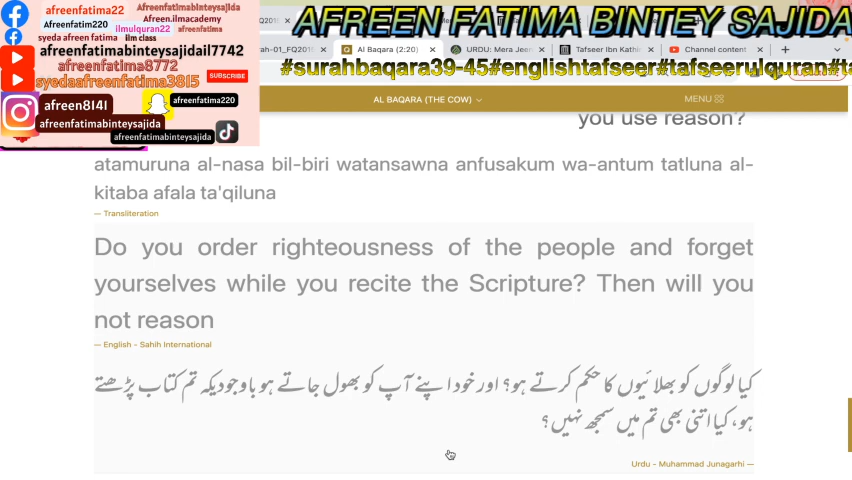 AFREEN FATIMA BINTEY SAJIDA
#surahbaqara39-45#englishtafseer#tafseerulquran#ta
afreenfatima22
Afreenfatimabinteysajida
Afreen.ilmacademy
Afreenfatima220
ilmulquran22
afreenfatima
syeda afreen fatima
ilm class
afreenfatimabinteysajidail7742
afreenfatima8772
syedaafreenfatima3815
SUBSCRIBE
afreen8141
afreenfatima220
afreenfatimabinteysajida
afreenfatimabinteysajida
rah-01_FQ201
Al Baqara (2:20)
URDU: Mera Jeen
Tafseer Ibn Kathir
Channel content
AL BAQARA (THE COW)
MENU
you use reason?
atamuruna al-nasa bil-biri watansawna anfusakum wa-antum tatluna al-
kitaba afala ta'qiluna
— Transliteration
Do you order righteousness of the people and forget
yourselves while you recite the Scripture? Then will you
not reason
— English - Sahih International
کیا لوگوں کو بھلائیوں کا حکم کرتے ہو؟ اور خود اپنے آپ کو بھول جاتے ہو باوجودیکہ تم کتاب پڑھتے
ہو، کیا اتنی بھی تم میں سمجھ نہیں؟
Urdu - Muhammad Junagarhi —